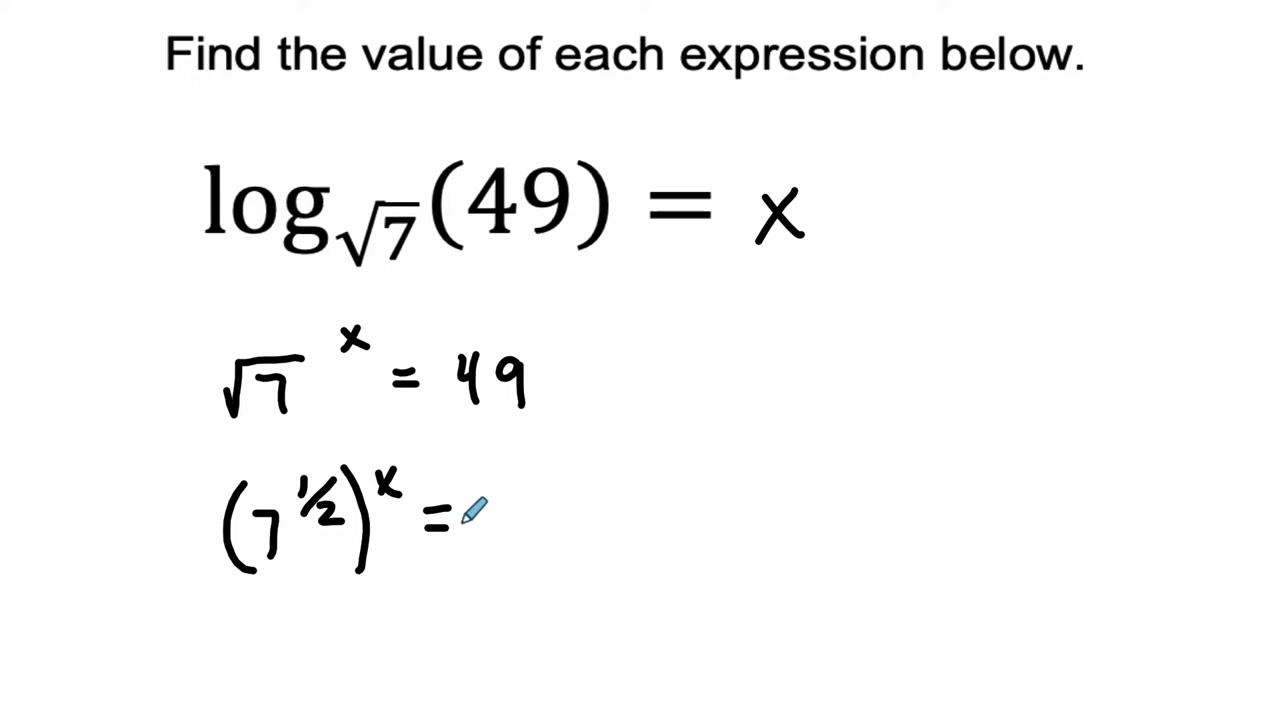 Find the value of each expression below.
log√7(49) = x
√7 ˣ = 49
(7 ¹/₂)ˣ =